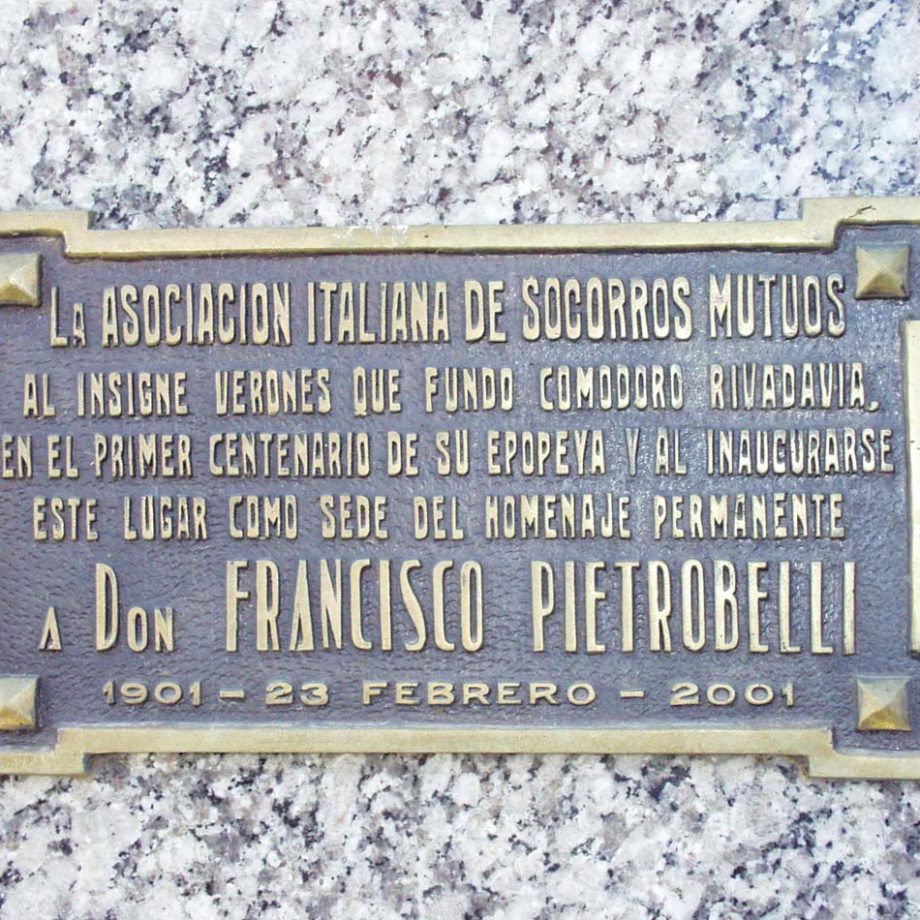 LA ASOCIACION ITALIANA DE SOCORROS MUTUOS
AL INSIGNE VERONES QUE FUNDO COMODORO RIVADAVIA,
EN EL PRIMER CENTENARIO DE SU EPOPEYA Y AL INAUGURARSE
ESTE LUGAR COMO SEDE DEL HOMENAJE PERMANENTE
A DON FRANCISCO PIETROBELLI
1901 - 23 FEBRERO - 2001